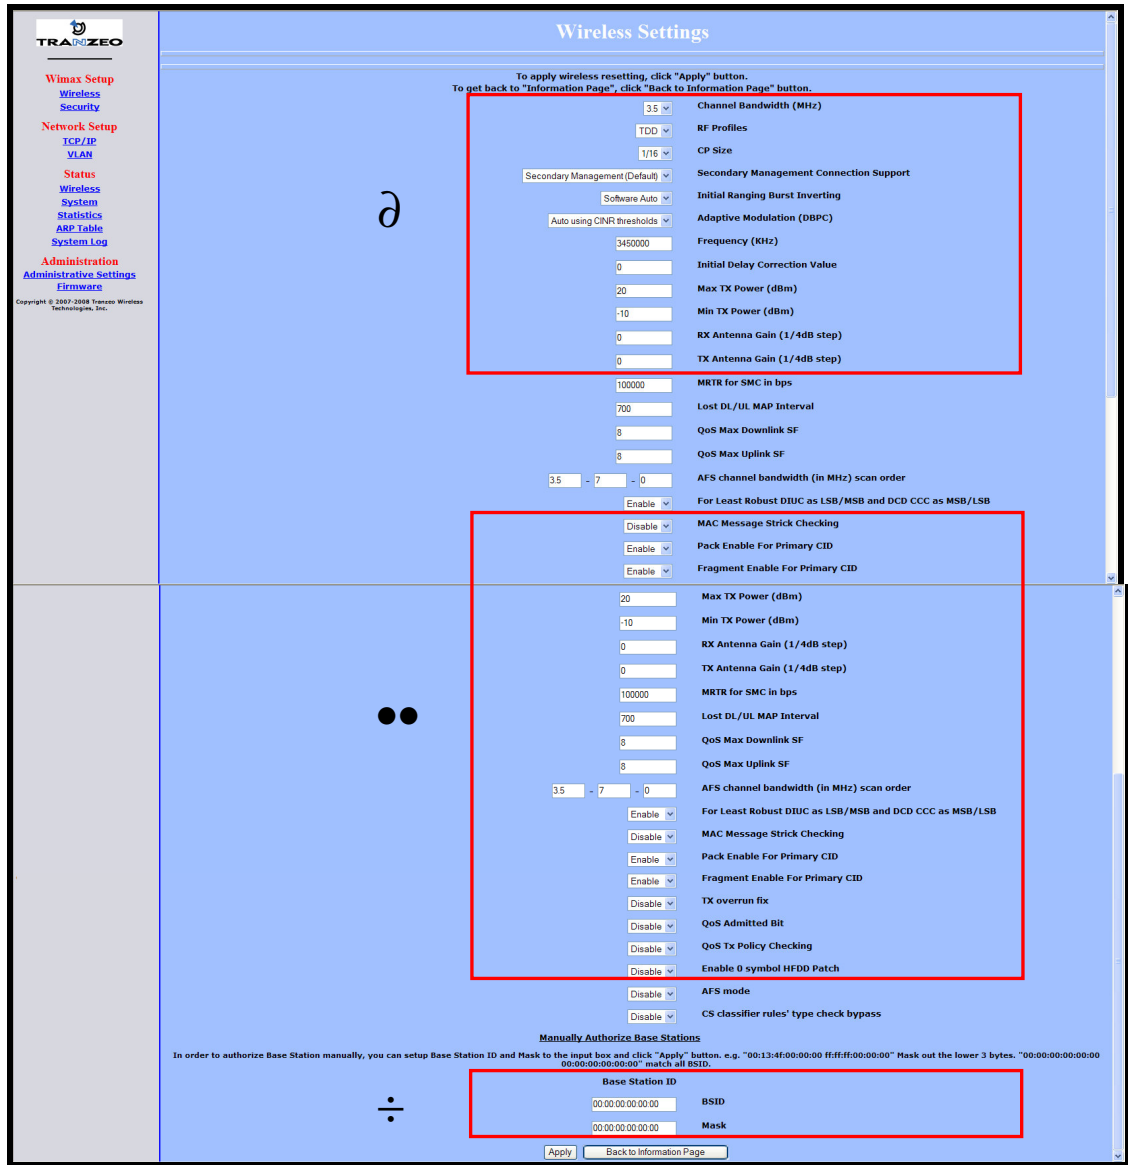 TRANZEO
Wimax Setup
Wireless
Security
Network Setup
TCP/IP
VLAN
Status
Wireless
System
Statistics
ARP Table
System Log
Administration
Administrative Settings
Firmware
Copyright © 2007-2008 Tranzeo Wireless
Technologies, Inc.
Wireless Settings
To apply wireless resetting, click "Apply" button.
To get back to "Information Page", click "Back to Information Page" button.
3.5 Channel Bandwidth (MHz)
TDD RF Profiles
1/16 CP Size
Secondary Management (Default) Secondary Management Connection Support
Software Auto Initial Ranging Burst Inverting
∂
Auto using CINR thresholds Adaptive Modulation (DBPC)
3450000 Frequency (KHz)
0 Initial Delay Correction Value
20 Max TX Power (dBm)
-10 Min TX Power (dBm)
0 RX Antenna Gain (1/4dB step)
0 TX Antenna Gain (1/4dB step)
100000 MRTR for SMC in bps
700 Lost DL/UL MAP Interval
8 QoS Max Downlink SF
8 QoS Max Uplink SF
3.5 - 7 - 0 AFS channel bandwidth (in MHz) scan order
Enable For Least Robust DIUC as LSB/MSB and DCD CCC as MSB/LSB
Disable MAC Message Strick Checking
Enable Pack Enable For Primary CID
Enable Fragment Enable For Primary CID
20 Max TX Power (dBm)
-10 Min TX Power (dBm)
0 RX Antenna Gain (1/4dB step)
0 TX Antenna Gain (1/4dB step)
100000 MRTR for SMC in bps
●●
700 Lost DL/UL MAP Interval
8 QoS Max Downlink SF
8 QoS Max Uplink SF
3.5 - 7 - 0 AFS channel bandwidth (in MHz) scan order
Enable For Least Robust DIUC as LSB/MSB and DCD CCC as MSB/LSB
Disable MAC Message Strick Checking
Enable Pack Enable For Primary CID
Enable Fragment Enable For Primary CID
Disable TX overrun fix
Disable QoS Admitted Bit
Disable QoS Tx Policy Checking
Disable Enable 0 symbol HFDD Patch
Disable AFS mode
Disable CS classifier rules' type check bypass
Manually Authorize Base Stations
In order to authorize Base Station manually, you can setup Base Station ID and Mask to the input box and click "Apply" button. e.g. "00:13:4f:00:00:00 ff:ff:ff:00:00:00" Mask out the lower 3 bytes. "00:00:00:00:00:00
00:00:00:00:00:00" match all BSID.
Base Station ID
÷
00:00:00:00:00:00 BSID
00:00:00:00:00:00 Mask
Apply Back to Information Page